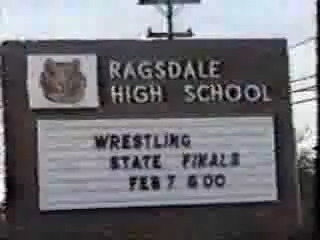 RAGSDALE
HIGH SCHOOL
WRESTLING
STATE FINALS
FEB 7 6:00